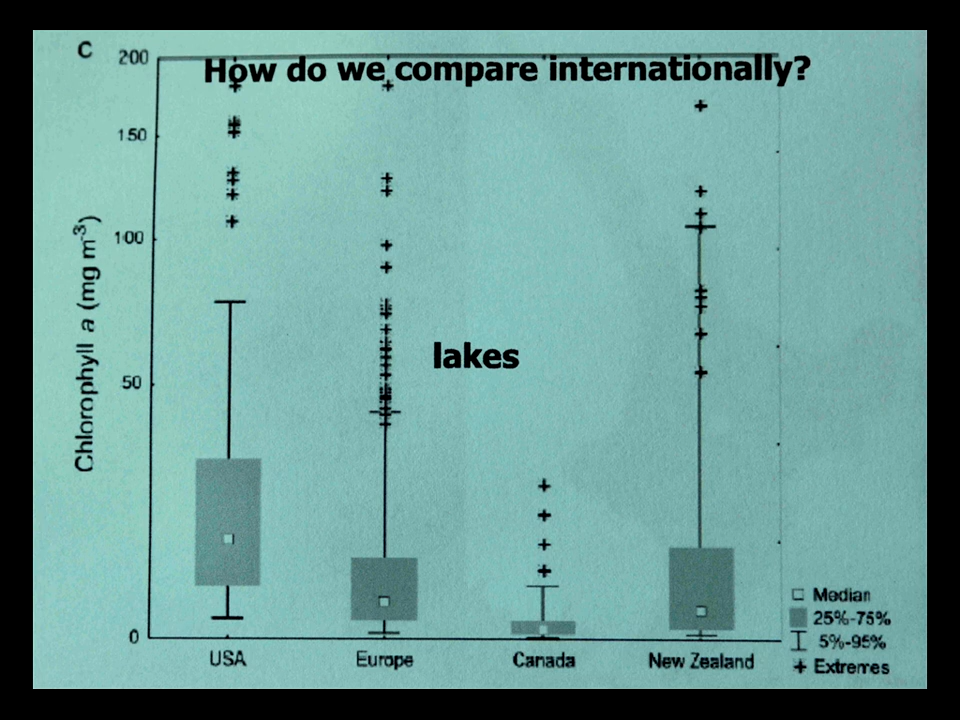 C
How do we compare internationally?
200
150
100
50
0
Chlorophyll a (mg m-3)
lakes
USA Europe Canada New Zealand
Median
25%-75%
5%-95%
Extremes